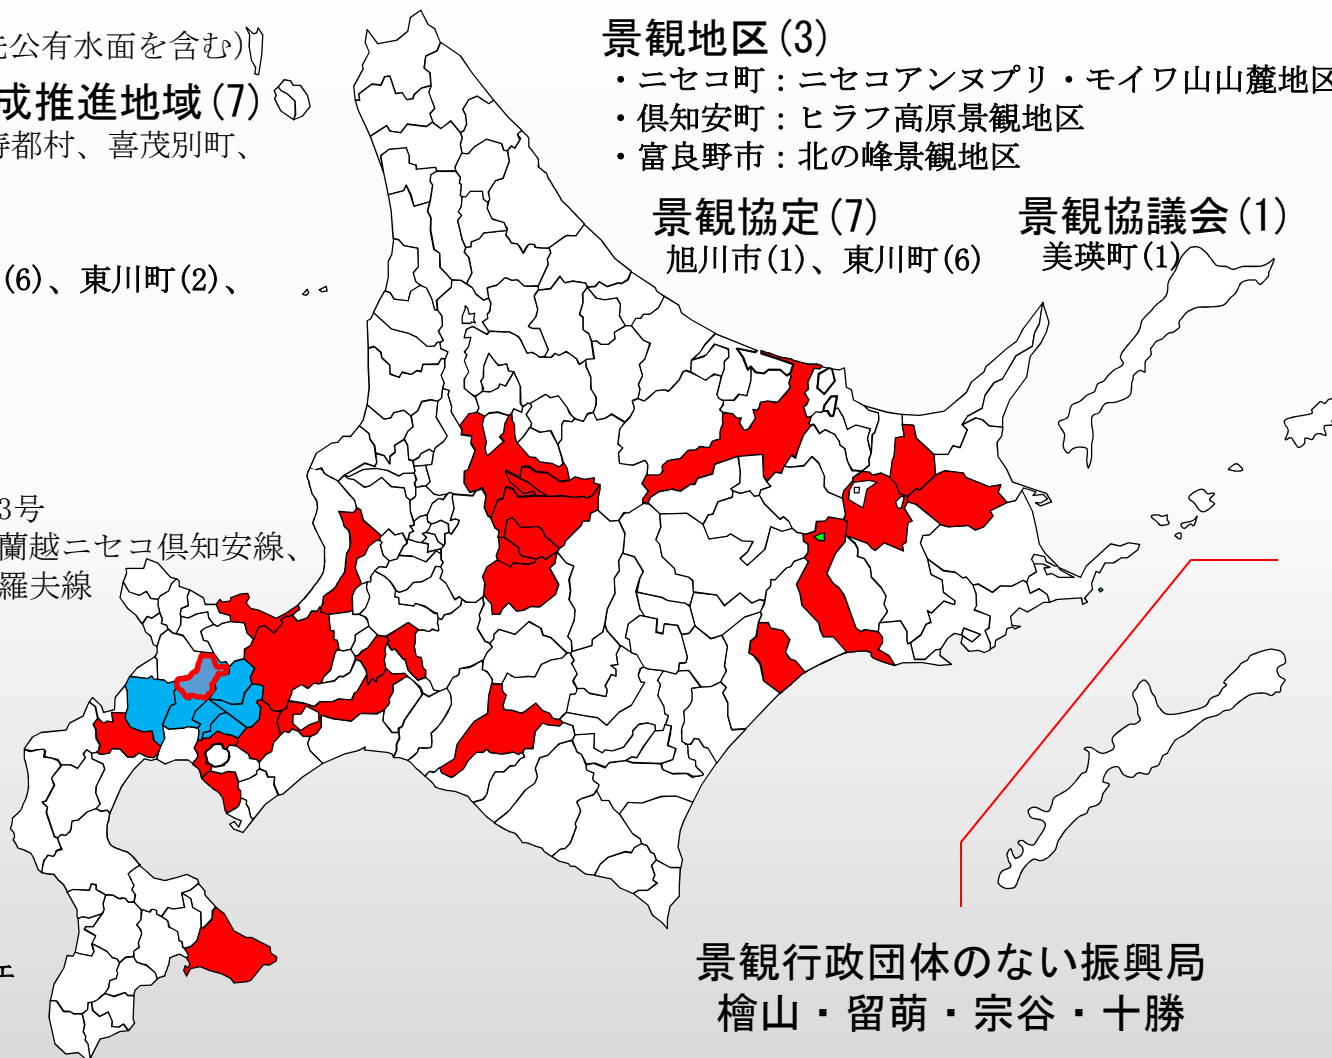 先公有水面を含む)
成推進地域(7)
寿都村、喜茂別町、
(6)、東川町(2)、
3号
蘭越ニセコ倶知安線、
羅夫線
ェ
景観地区(3)
・ニセコ町：ニセコアンヌプリ・モイワ山山麓地区
・倶知安町：ヒラフ高原景観地区
・富良野市：北の峰景観地区
景観協定(7)
旭川市(1)、東川町(6)
景観協議会(1)
美瑛町(1)
景観行政団体のない振興局
檜山・留萌・宗谷・十勝